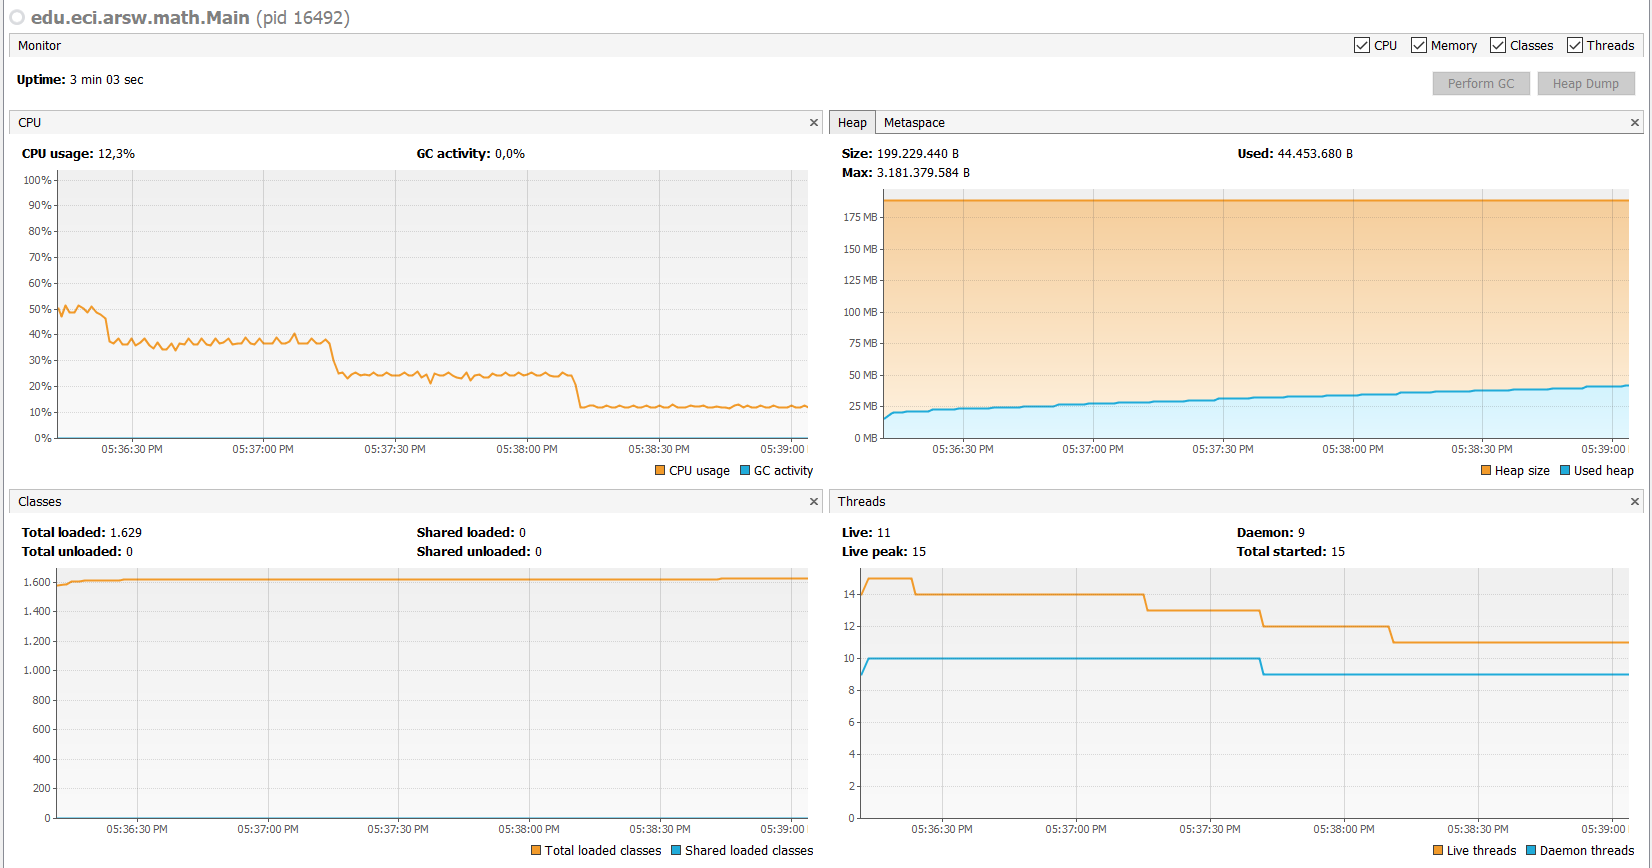 edu.eci.arsw.math.Main (pid 16492)
Monitor
CPU Memory Classes Threads
Uptime: 3 min 03 sec
Perform GC Heap Dump
CPU
CPU usage: 12,3% GC activity: 0,0%
100%
90%
80%
70%
60%
50%
40%
30%
20%
10%
0%
05:36:30 PM 05:37:00 PM 05:37:30 PM 05:38:00 PM 05:38:30 PM 05:39:00
CPU usage GC activity
Heap Metaspace
Size: 199.229.440 B Used: 44.453.680 B
Max: 3.181.379.584 B
175 MB
150 MB
125 MB
100 MB
75 MB
50 MB
25 MB
0 MB
05:36:30 PM 05:37:00 PM 05:37:30 PM 05:38:00 PM 05:38:30 PM 05:39:00
Heap size Used heap
Classes
Total loaded: 1.629 Shared loaded: 0
Total unloaded: 0 Shared unloaded: 0
1.600
1.400
1.200
1.000
800
600
400
200
0
05:36:30 PM 05:37:00 PM 05:37:30 PM 05:38:00 PM 05:38:30 PM 05:39:00
Total loaded classes Shared loaded classes
Threads
Live: 11 Daemon: 9
Live peak: 15 Total started: 15
14
12
10
8
6
4
2
0
05:36:30 PM 05:37:00 PM 05:37:30 PM 05:38:00 PM 05:38:30 PM 05:39:00
Live threads Daemon threads